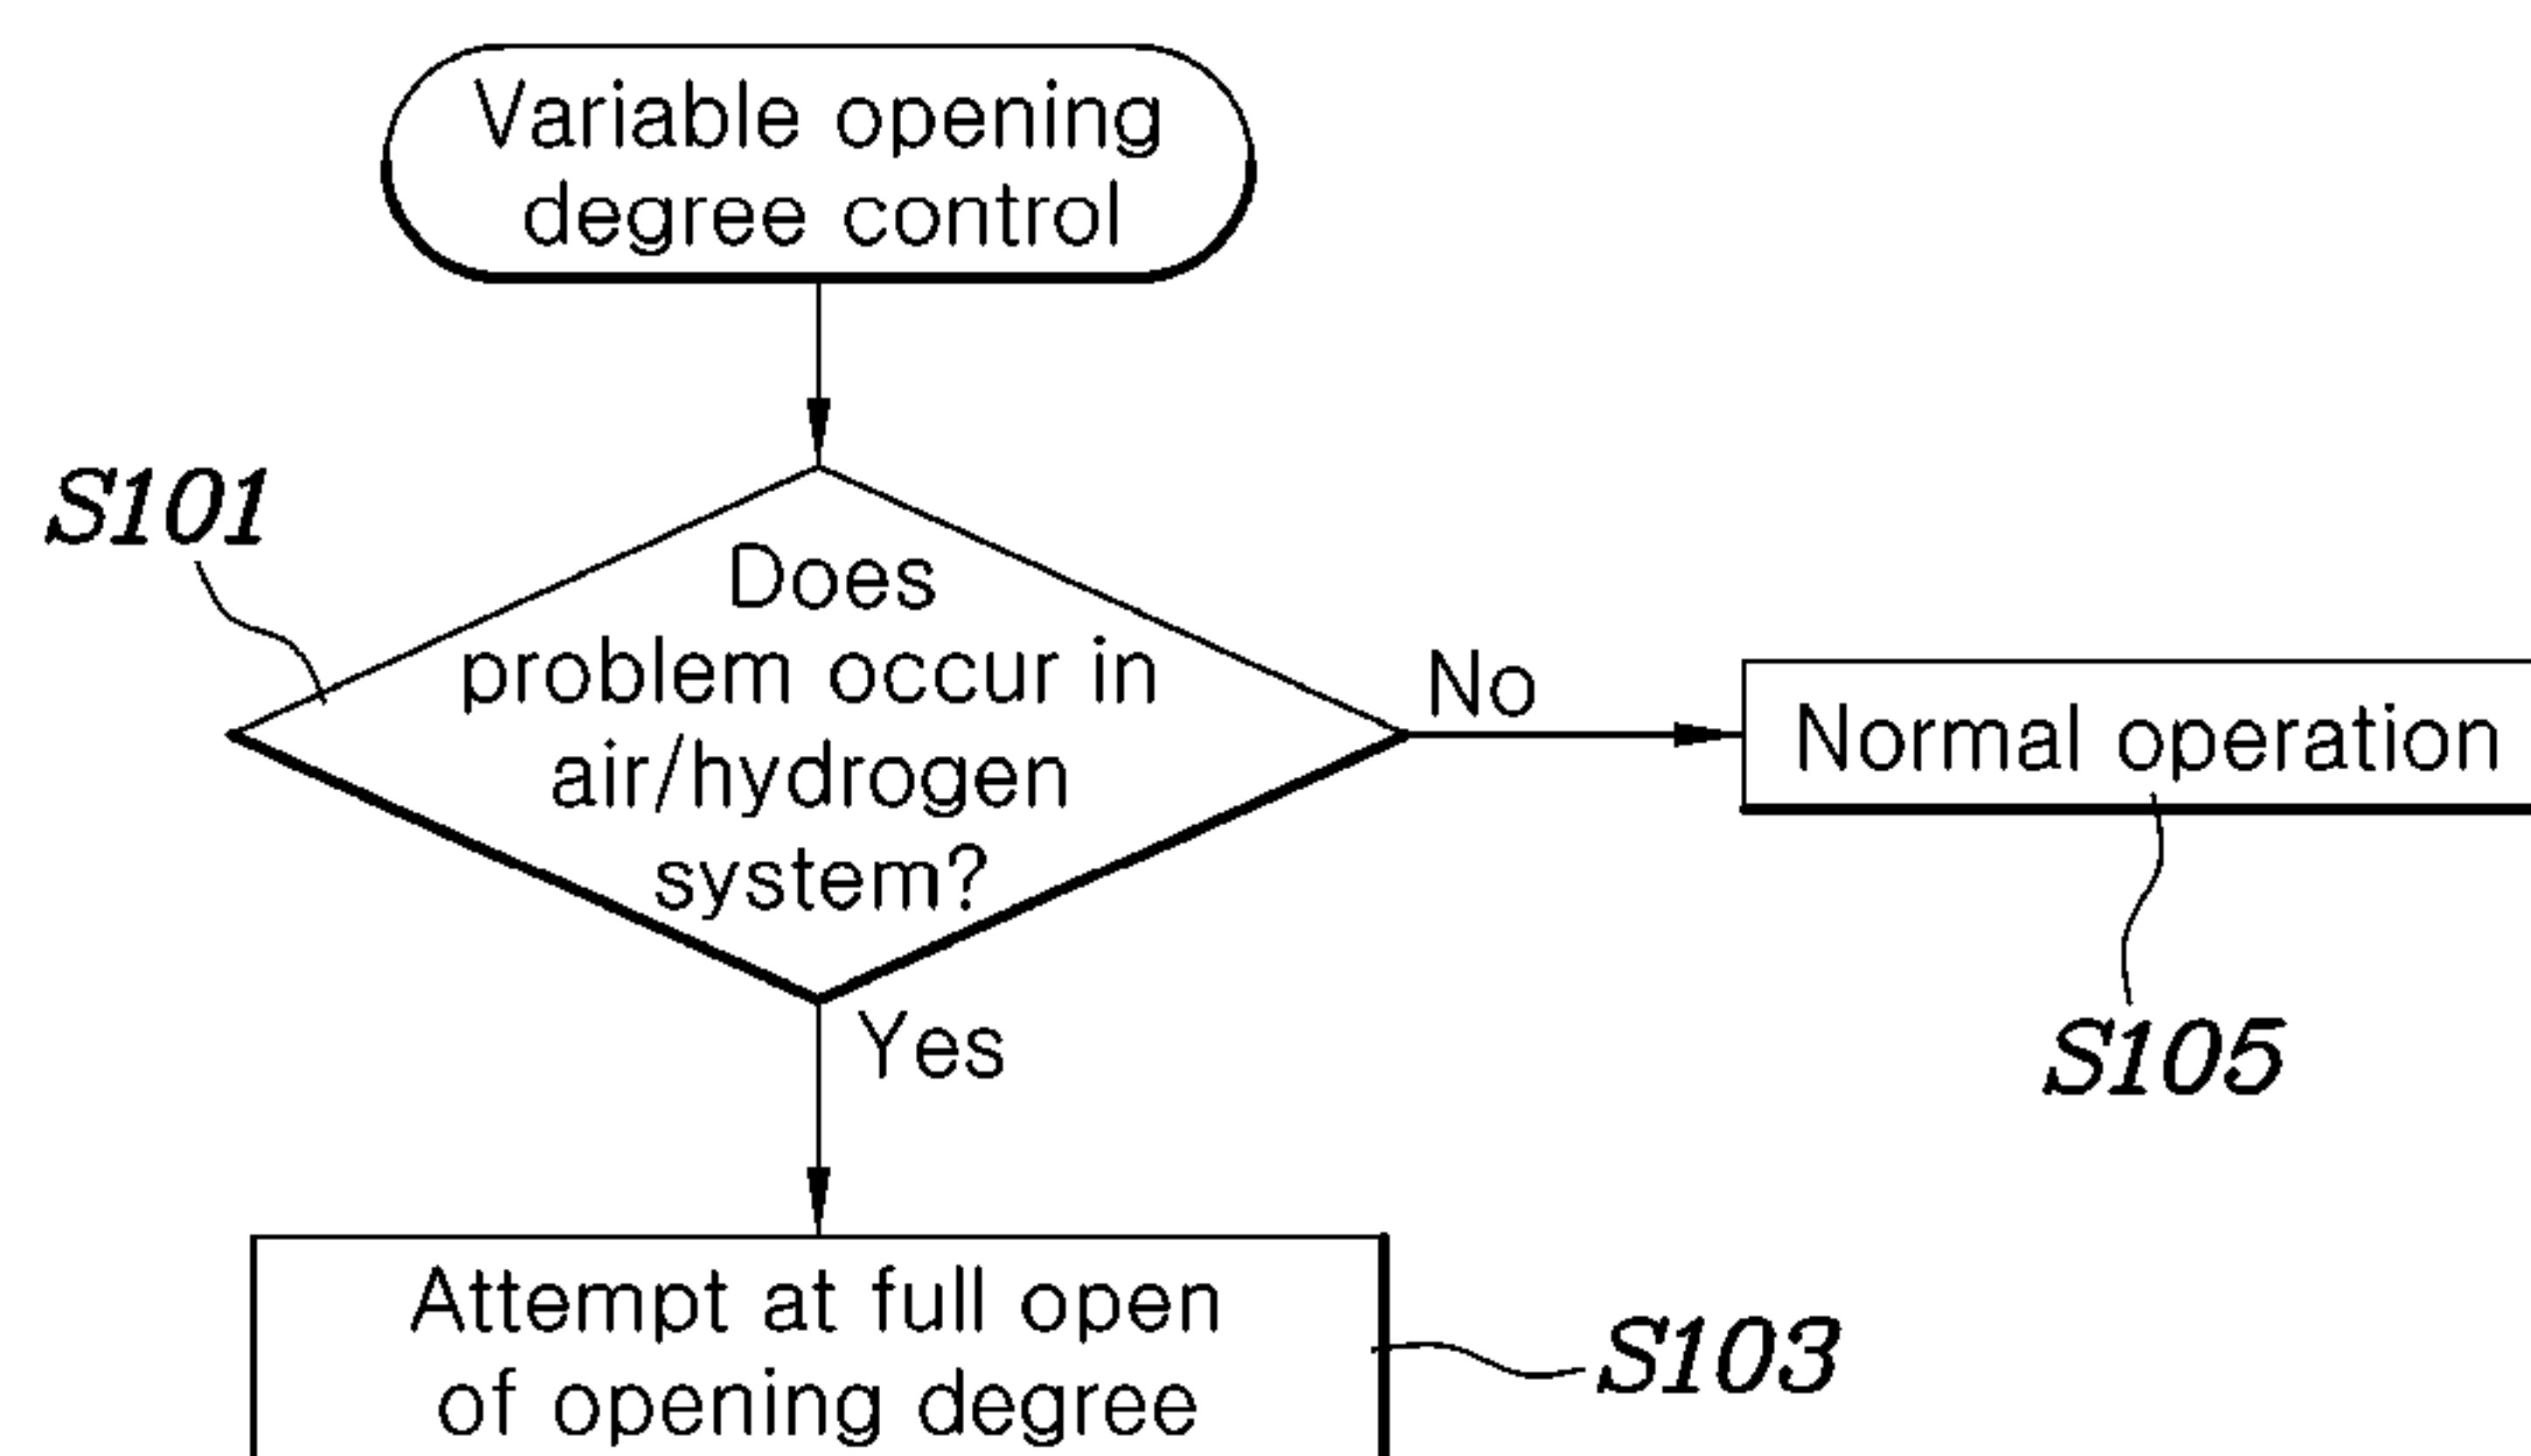 Variable opening
degree control
S101
Does
problem occur in
air/hydrogen
system?
No
Normal operation
S105
Yes
Attempt at full open
of opening degree
S103